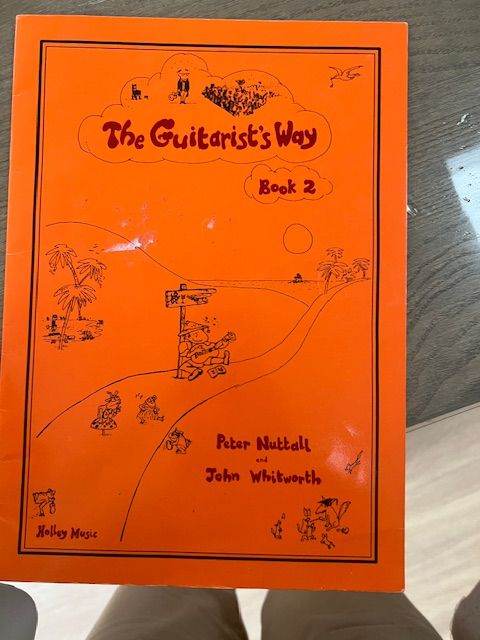 The Guitarist's Way
Book 2
Peter Nuttall
and
John Whitworth
Holley Music